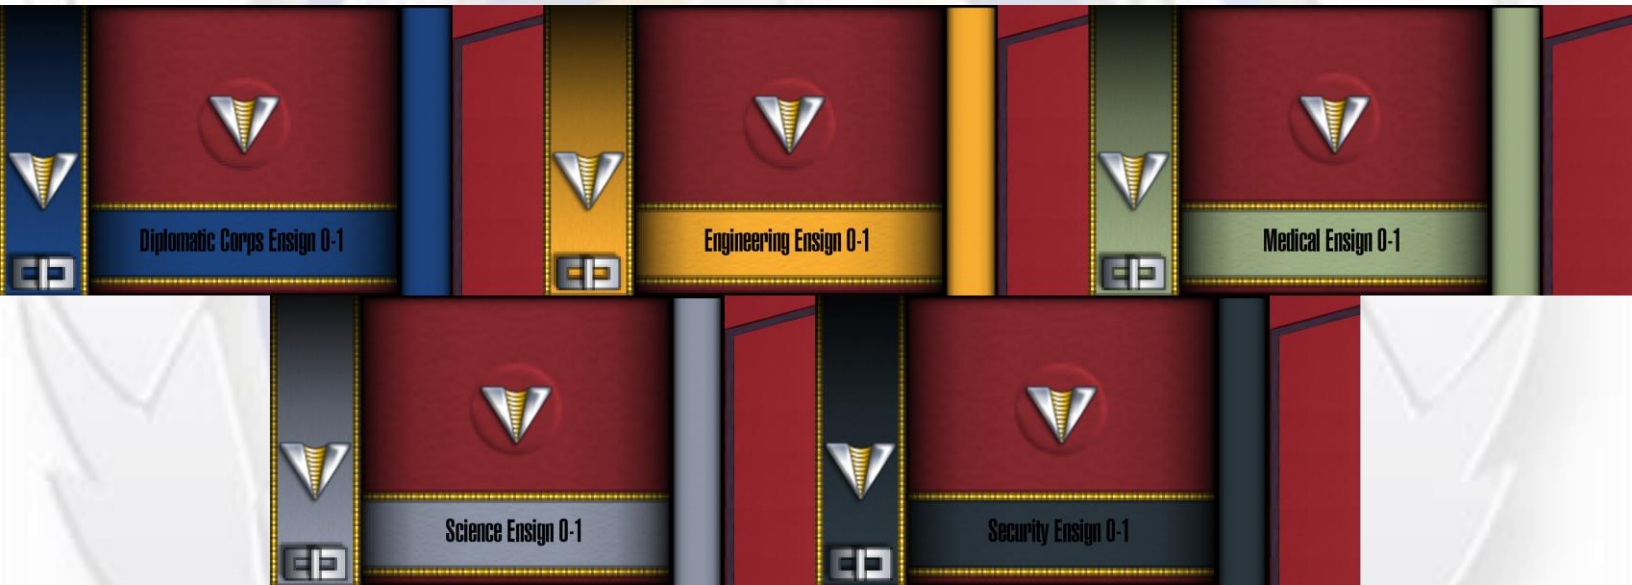 Diplomatic Corps Ensign O-1
Engineering Ensign O-1
Medical Ensign O-1
Science Ensign O-1
Security Ensign O-1